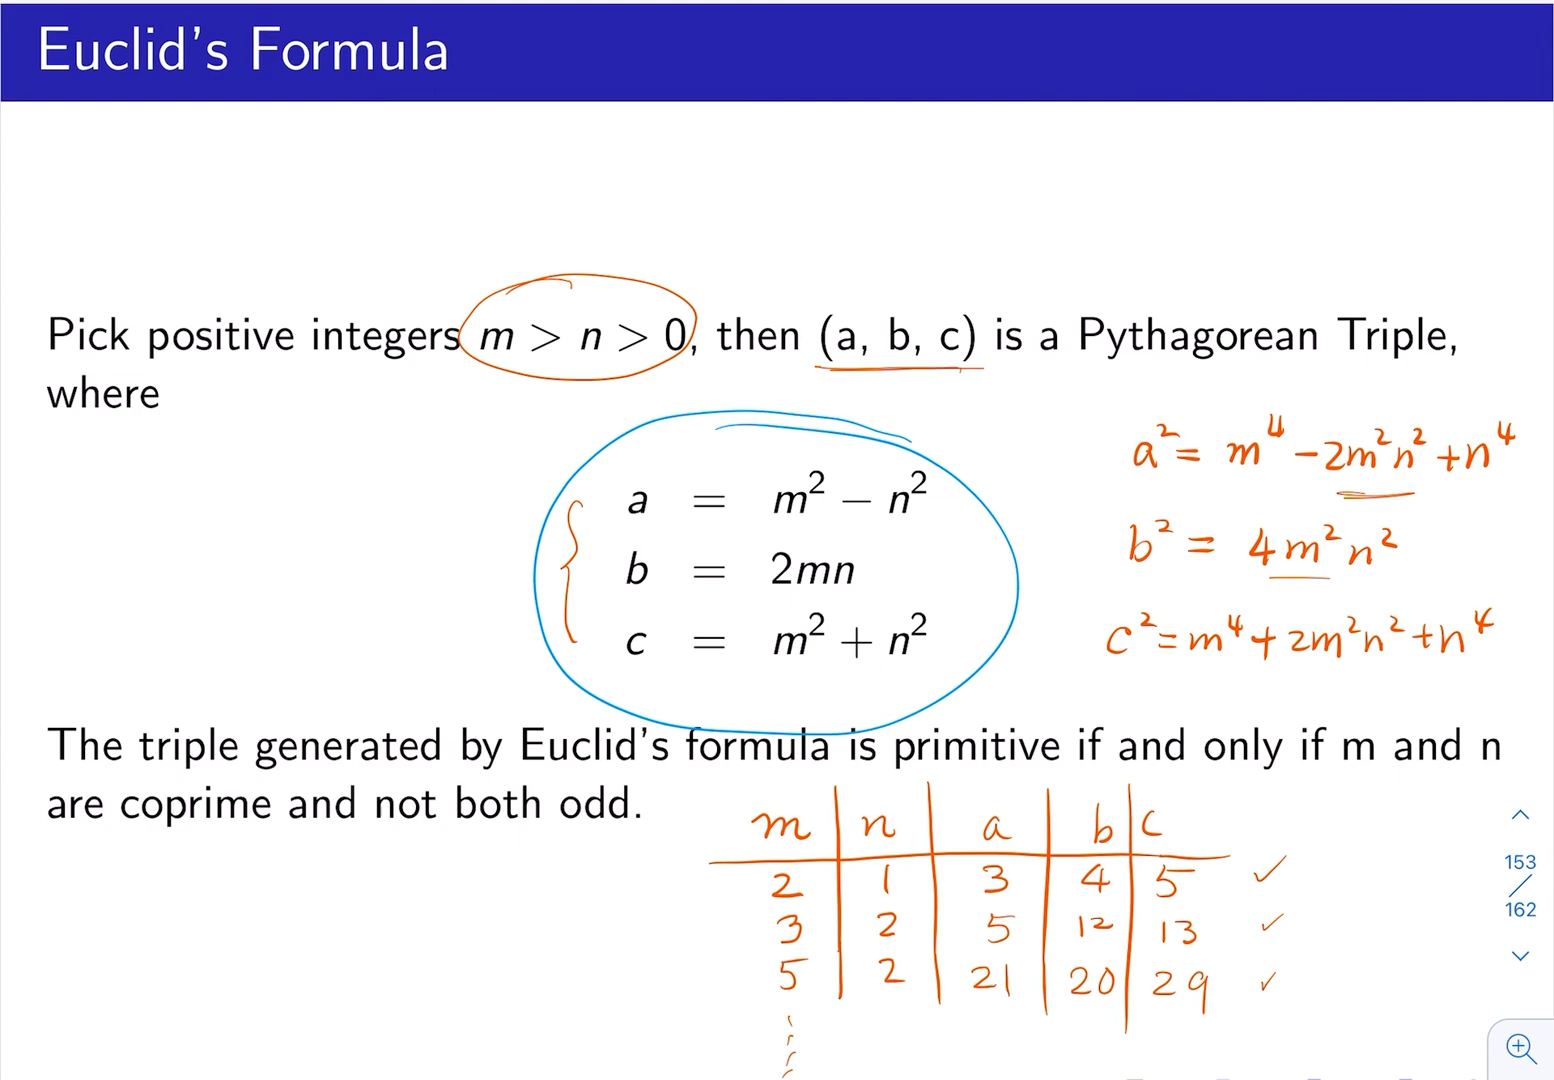 Euclid's Formula
Pick positive integers m > n > 0, then (a, b, c) is a Pythagorean Triple,
where
a = m² − n²
b = 2mn
c = m² + n²
a² = m⁴ − 2m²n² + n⁴
b² = 4m²n²
c² = m⁴ + 2m²n² + n⁴
The triple generated by Euclid's formula is primitive if and only if m and n
are coprime and not both odd.
m n a b c
2 1 3 4 5 ✓
3 2 5 12 13 ✓
5 2 21 20 29 ✓
153
/
162